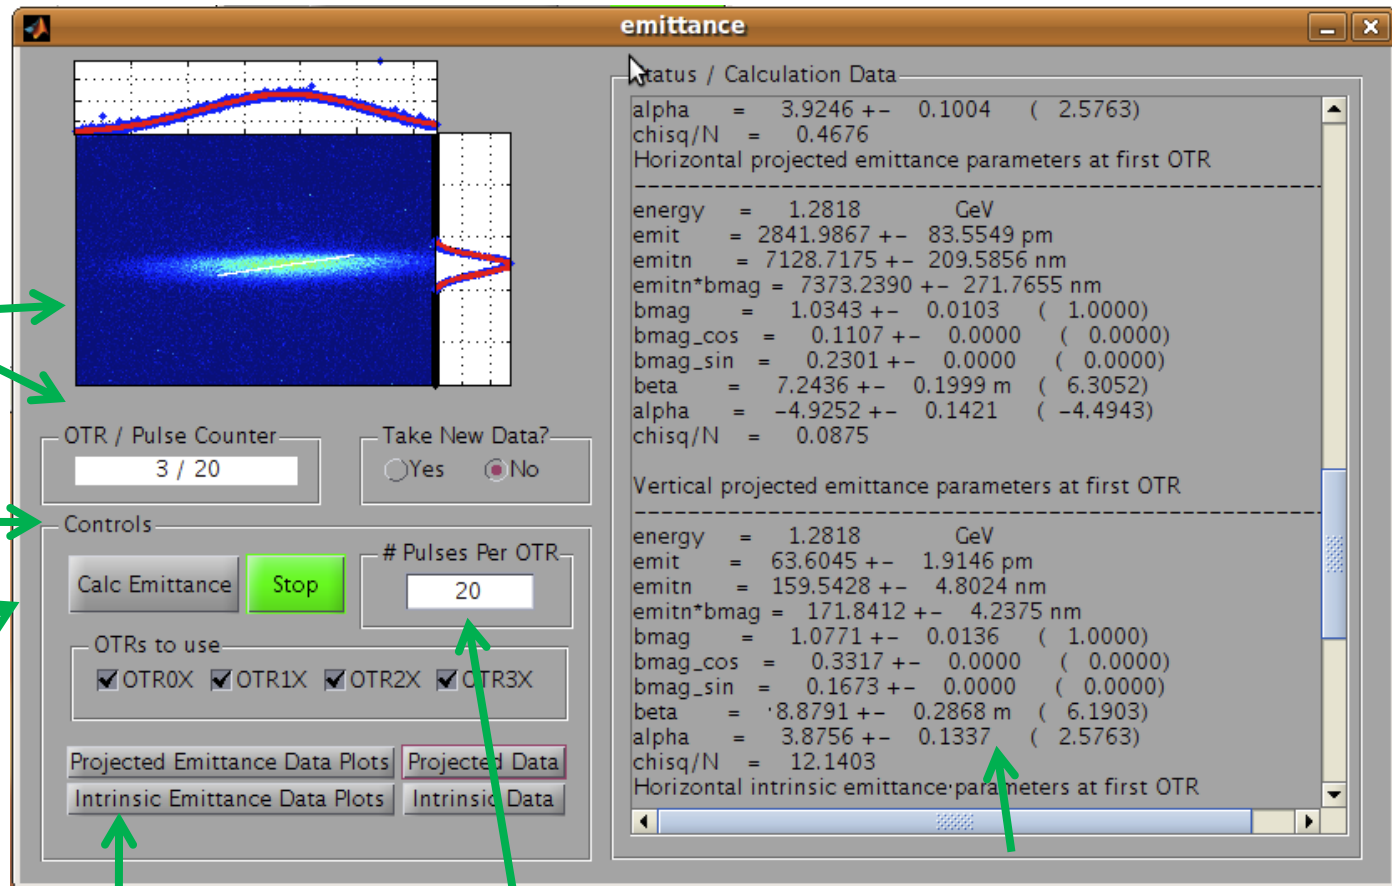 emittance
OTR / Pulse Counter
3 / 20
Take New Data?
Yes No
Controls
Calc Emittance
Stop
# Pulses Per OTR
20
OTRs to use
OTR0X OTR1X OTR2X OTR3X
Projected Emittance Data Plots
Projected Data
Intrinsic Emittance Data Plots
Intrinsic Data
Status / Calculation Data
alpha = 3.9246 +- 0.1004 ( 2.5763)
chisq/N = 0.4676
Horizontal projected emittance parameters at first OTR
energy = 1.2818 GeV
emit = 2841.9867 +- 83.5549 pm
emitn = 7128.7175 +- 209.5856 nm
emitn*bmag = 7373.2390 +- 271.7655 nm
bmag = 1.0343 +- 0.0103 ( 1.0000)
bmag_cos = 0.1107 +- 0.0000 ( 0.0000)
bmag_sin = 0.2301 +- 0.0000 ( 0.0000)
beta = 7.2436 +- 0.1999 m ( 6.3052)
alpha = -4.9252 +- 0.1421 ( -4.4943)
chisq/N = 0.0875
Vertical projected emittance parameters at first OTR
energy = 1.2818 GeV
emit = 63.6045 +- 1.9146 pm
emitn = 159.5428 +- 4.8024 nm
emitn*bmag = 171.8412 +- 4.2375 nm
bmag = 1.0771 +- 0.0136 ( 1.0000)
bmag_cos = 0.3317 +- 0.0000 ( 0.0000)
bmag_sin = 0.1673 +- 0.0000 ( 0.0000)
beta = 8.8791 +- 0.2868 m ( 6.1903)
alpha = 3.8756 +- 0.1337 ( 2.5763)
chisq/N = 12.1403
Horizontal intrinsic emittance parameters at first OTR